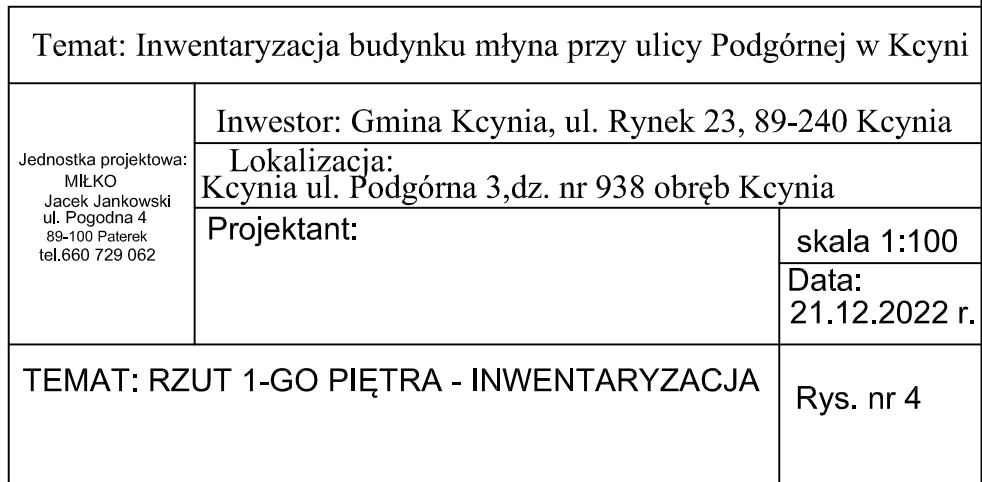 Temat: Inwentaryzacja budynku młyna przy ulicy Podgórnej w Kcyni
Jednostka projektowa:
MIŁKO
Jacek Jankowski
ul. Pogodna 4
89-100 Paterek
tel.660 729 062
Inwestor: Gmina Kcynia, ul. Rynek 23, 89-240 Kcynia
Lokalizacja:
Kcynia ul. Podgórna 3,dz. nr 938 obręb Kcynia
Projektant:
skala 1:100
Data:
21.12.2022 r.
TEMAT: RZUT 1-GO PIĘTRA - INWENTARYZACJA
Rys. nr 4